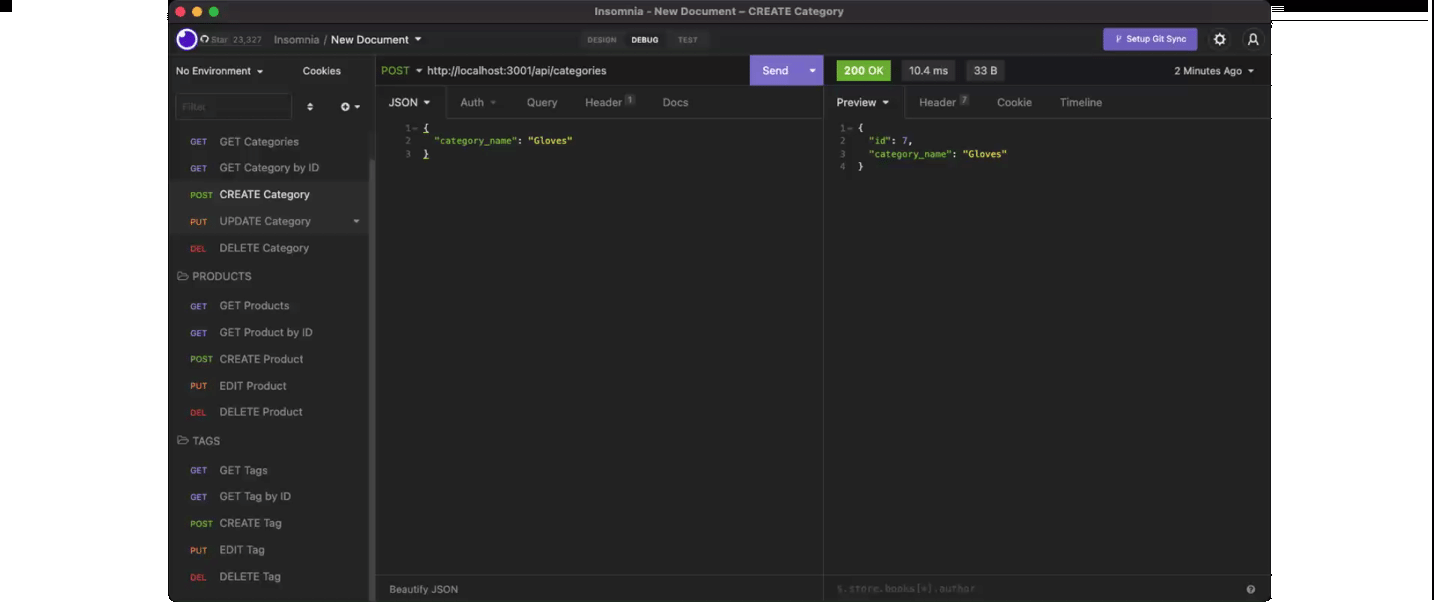 Insomnia - New Document – CREATE Category
Star 23,327 Insomnia / New Document
DESIGN DEBUG TEST
Setup Git Sync
No Environment Cookies
POST http://localhost:3001/api/categories Send
200 OK 10.4 ms 33 B 2 Minutes Ago
Filter
JSON Auth Query Header 1 Docs
Preview Header 7 Cookie Timeline
1 {
2 "category_name": "Gloves"
3 }
1 {
2 "id": 7,
3 "category_name": "Gloves"
4 }
GET GET Categories
GET GET Category by ID
POST CREATE Category
PUT UPDATE Category
DEL DELETE Category
PRODUCTS
GET GET Products
GET GET Product by ID
POST CREATE Product
PUT EDIT Product
DEL DELETE Product
TAGS
GET GET Tags
GET GET Tag by ID
POST CREATE Tag
PUT EDIT Tag
DEL DELETE Tag
Beautify JSON
$.store.books[*].author